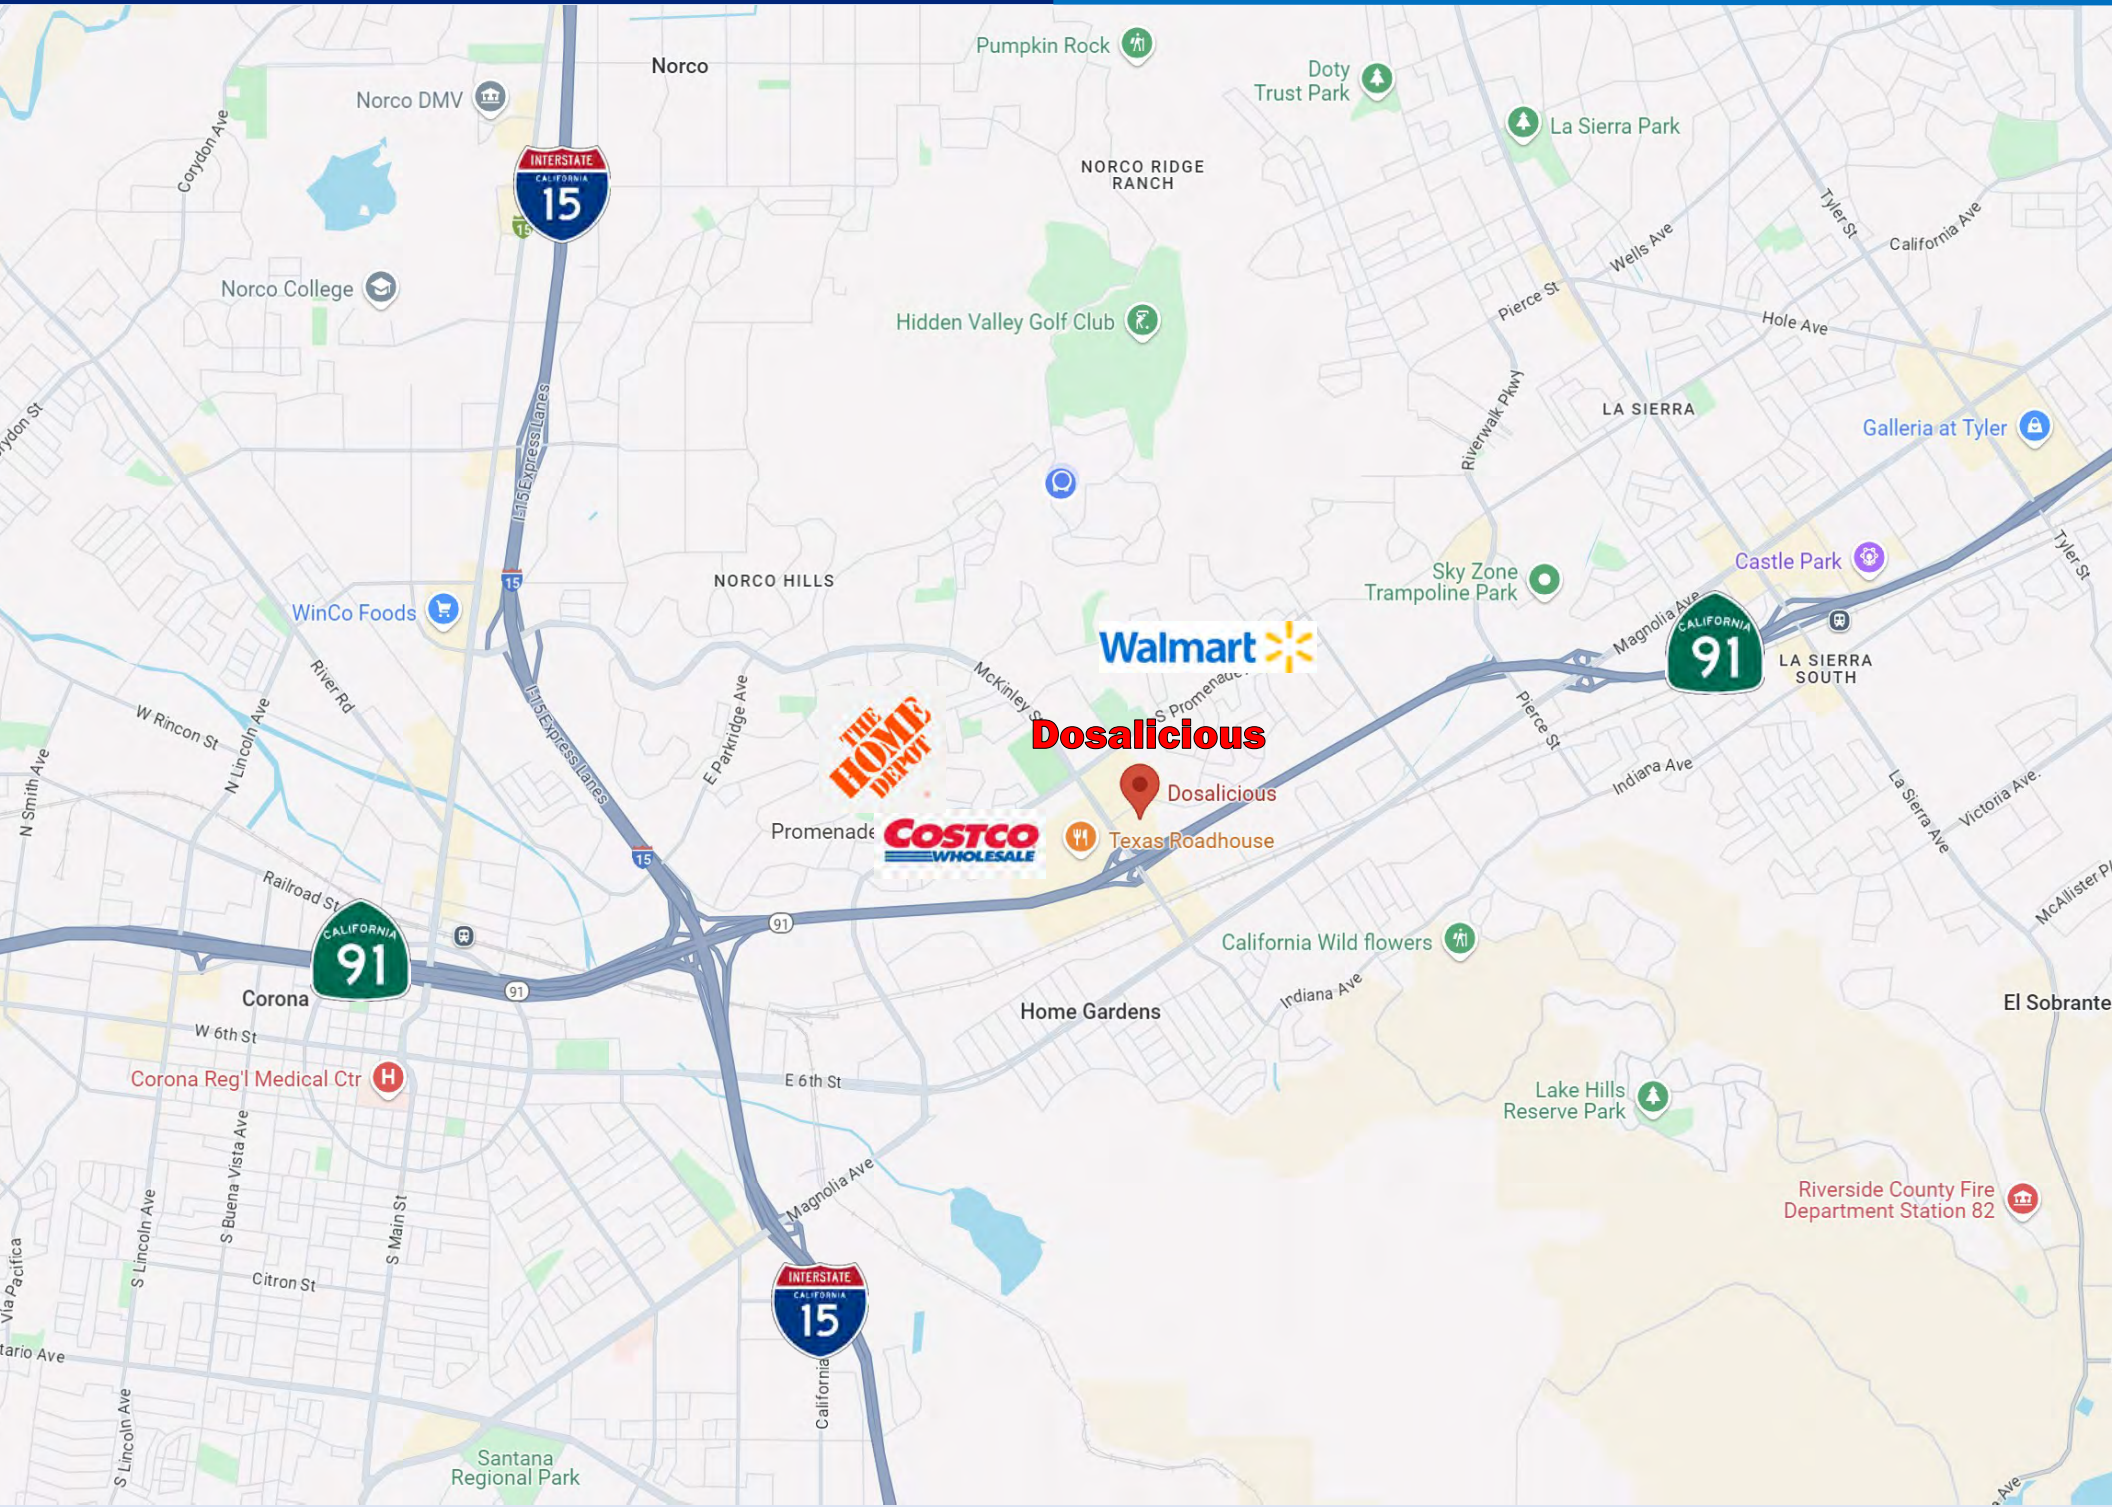 Norco
Pumpkin Rock
Doty
Trust Park
Norco DMV
La Sierra Park
Corydon Ave
INTERSTATE
CALIFORNIA
15
15
NORCO RIDGE
RANCH
Tyler St
California Ave
Wells Ave
Norco College
Pierce St
Hidden Valley Golf Club
Hole Ave
I-15 Express Lanes
Riverwalk Pkwy
LA SIERRA
rydon St
Galleria at Tyler
Tyler St
Castle Park
Sky Zone
Trampoline Park
15
NORCO HILLS
WinCo Foods
Magnolia Ave
CALIFORNIA
91
Walmart
LA SIERRA
SOUTH
River Rd
McKinley S
S Promenade
E Parkridge Ave
I-15 Express Lanes
W Rincon St
N Lincoln Ave
THE
HOME
DEPOT
Dosalicious
Pierce St
Indiana Ave
N Smith Ave
Dosalicious
La Sierra Ave
Victoria Ave.
Promenade
COSTCO
WHOLESALE
Texas Roadhouse
15
Railroad St
McAllister P
CALIFORNIA
91
91
91
California Wild flowers
Corona
Indiana Ave
Home Gardens
El Sobrante
W 6th St
Corona Reg'l Medical Ctr
H
E 6th St
Lake Hills
Reserve Park
S Buena Vista Ave
Magnolia Ave
Riverside County Fire
Department Station 82
S Lincoln Ave
S Main St
Via Pacifica
Citron St
INTERSTATE
CALIFORNIA
15
tario Ave
California
S Lincoln Ave
Santana
Regional Park
Ave